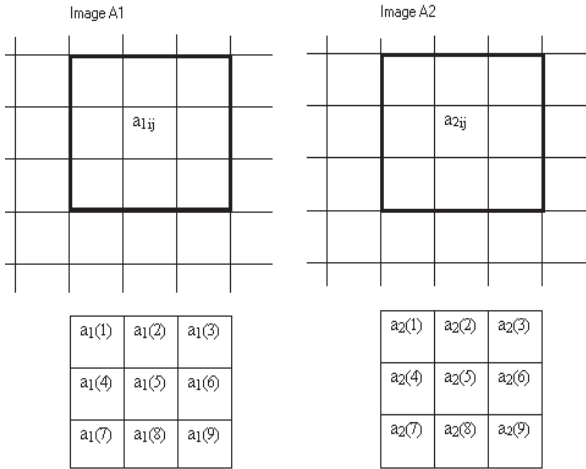 Image A1
Image A2
a1ij
a2ij
a1(1) a1(2) a1(3)
a1(4) a1(5) a1(6)
a1(7) a1(8) a1(9)
a2(1) a2(2) a2(3)
a2(4) a2(5) a2(6)
a2(7) a2(8) a2(9)